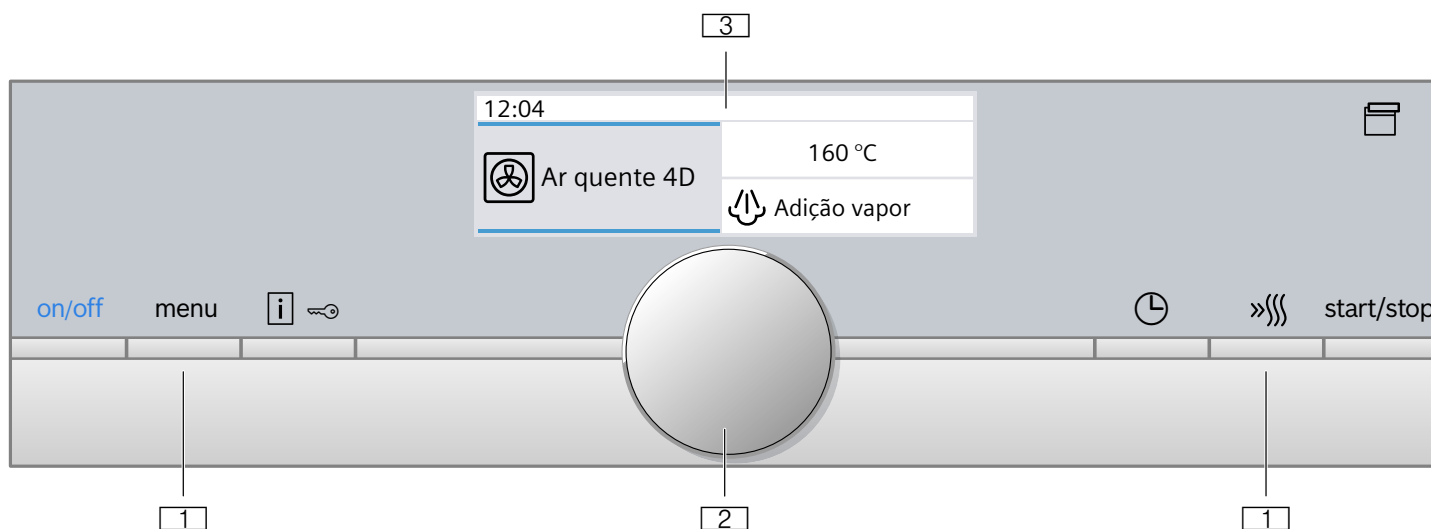 3
12:04
160 °C
Ar quente 4D
Adição vapor
on/off menu i start/stop
1 2 1